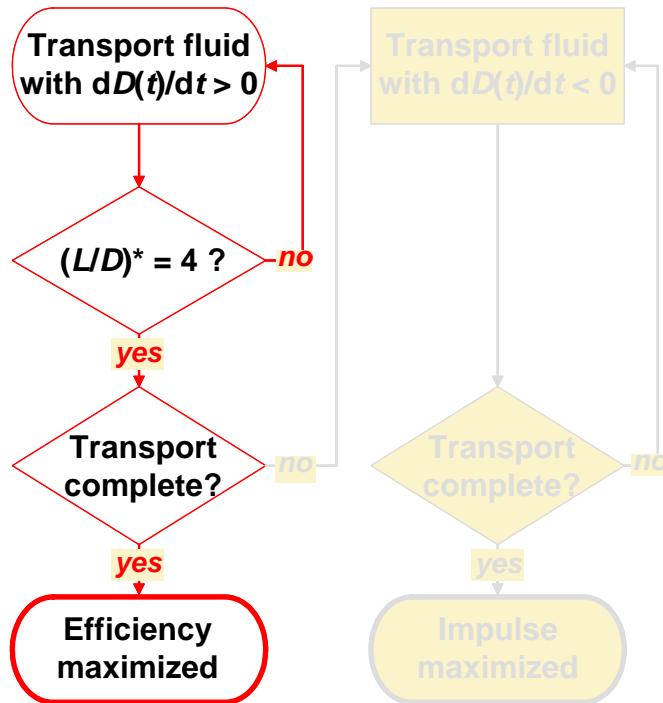 Transport fluid
with dD(t)/dt > 0
(L/D)* = 4 ?
no
yes
Transport
complete?
no
yes
Efficiency
maximized
Transport fluid
with dD(t)/dt < 0
Transport
complete?
no
yes
Impulse
maximized